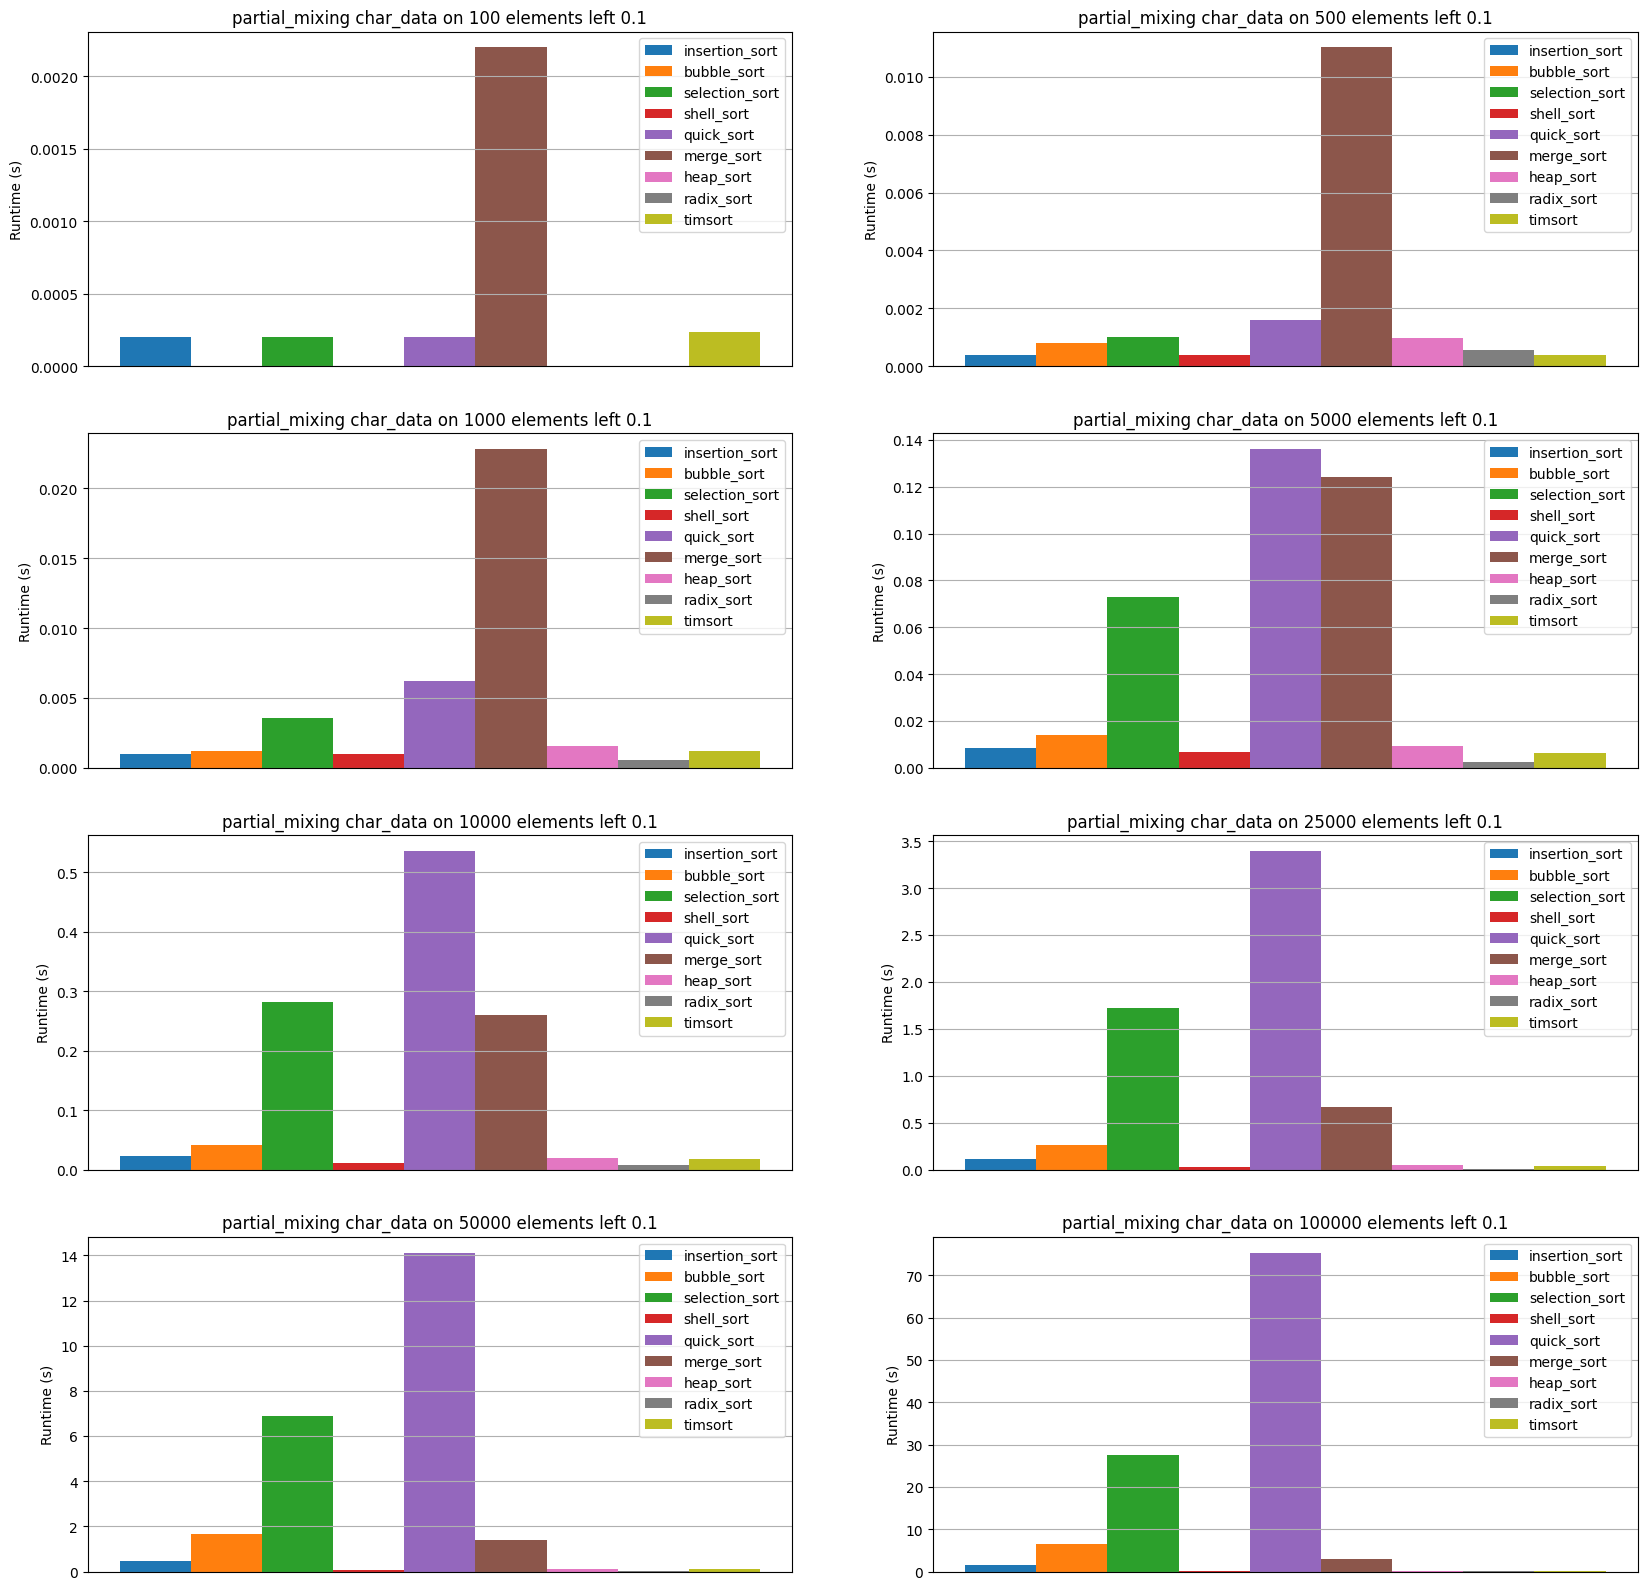 partial_mixing char_data on 100 elements left 0.1
Runtime (s)
0.0020
0.0015
0.0010
0.0005
0.0000
insertion_sort
bubble_sort
selection_sort
shell_sort
quick_sort
merge_sort
heap_sort
radix_sort
timsort
partial_mixing char_data on 500 elements left 0.1
Runtime (s)
0.010
0.008
0.006
0.004
0.002
0.000
insertion_sort
bubble_sort
selection_sort
shell_sort
quick_sort
merge_sort
heap_sort
radix_sort
timsort
partial_mixing char_data on 1000 elements left 0.1
Runtime (s)
0.020
0.015
0.010
0.005
0.000
insertion_sort
bubble_sort
selection_sort
shell_sort
quick_sort
merge_sort
heap_sort
radix_sort
timsort
partial_mixing char_data on 5000 elements left 0.1
Runtime (s)
0.14
0.12
0.10
0.08
0.06
0.04
0.02
0.00
insertion_sort
bubble_sort
selection_sort
shell_sort
quick_sort
merge_sort
heap_sort
radix_sort
timsort
partial_mixing char_data on 10000 elements left 0.1
Runtime (s)
0.5
0.4
0.3
0.2
0.1
0.0
insertion_sort
bubble_sort
selection_sort
shell_sort
quick_sort
merge_sort
heap_sort
radix_sort
timsort
partial_mixing char_data on 25000 elements left 0.1
Runtime (s)
3.5
3.0
2.5
2.0
1.5
1.0
0.5
0.0
insertion_sort
bubble_sort
selection_sort
shell_sort
quick_sort
merge_sort
heap_sort
radix_sort
timsort
partial_mixing char_data on 50000 elements left 0.1
Runtime (s)
14
12
10
8
6
4
2
0
insertion_sort
bubble_sort
selection_sort
shell_sort
quick_sort
merge_sort
heap_sort
radix_sort
timsort
partial_mixing char_data on 100000 elements left 0.1
Runtime (s)
70
60
50
40
30
20
10
0
insertion_sort
bubble_sort
selection_sort
shell_sort
quick_sort
merge_sort
heap_sort
radix_sort
timsort